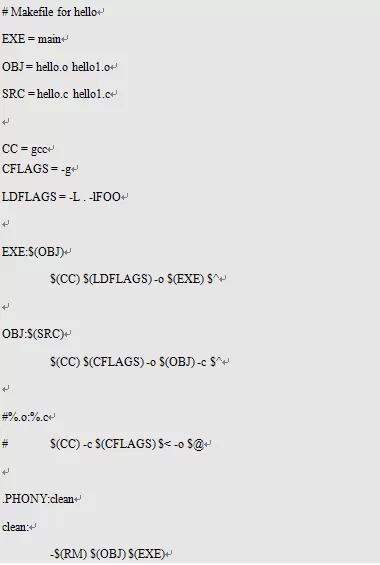 # Makefile for hello
EXE = main
OBJ = hello.o hello1.o
SRC = hello.c hello1.c
CC = gcc
CFLAGS = -g
LDFLAGS = -L . -lFOO
EXE:$(OBJ)
$(CC) $(LDFLAGS) -o $(EXE) $^
OBJ:$(SRC)
$(CC) $(CFLAGS) -o $(OBJ) -c $^
#%.o:%.c
# $(CC) -c $(CFLAGS) $< -o $@
.PHONY:clean
clean:
-$(RM) $(OBJ) $(EXE)